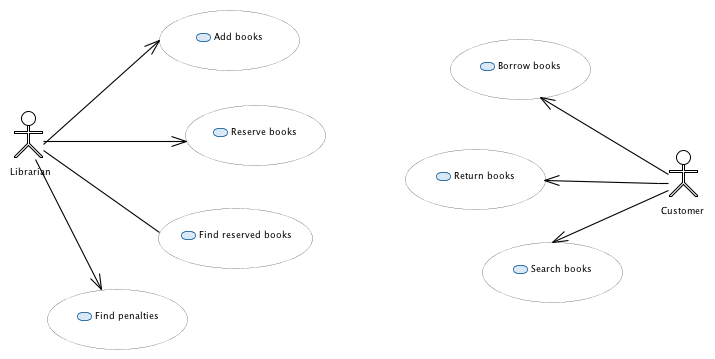 Add books
Reserve books
Librarian
Find reserved books
Find penalties
Borrow books
Return books
Customer
Search books